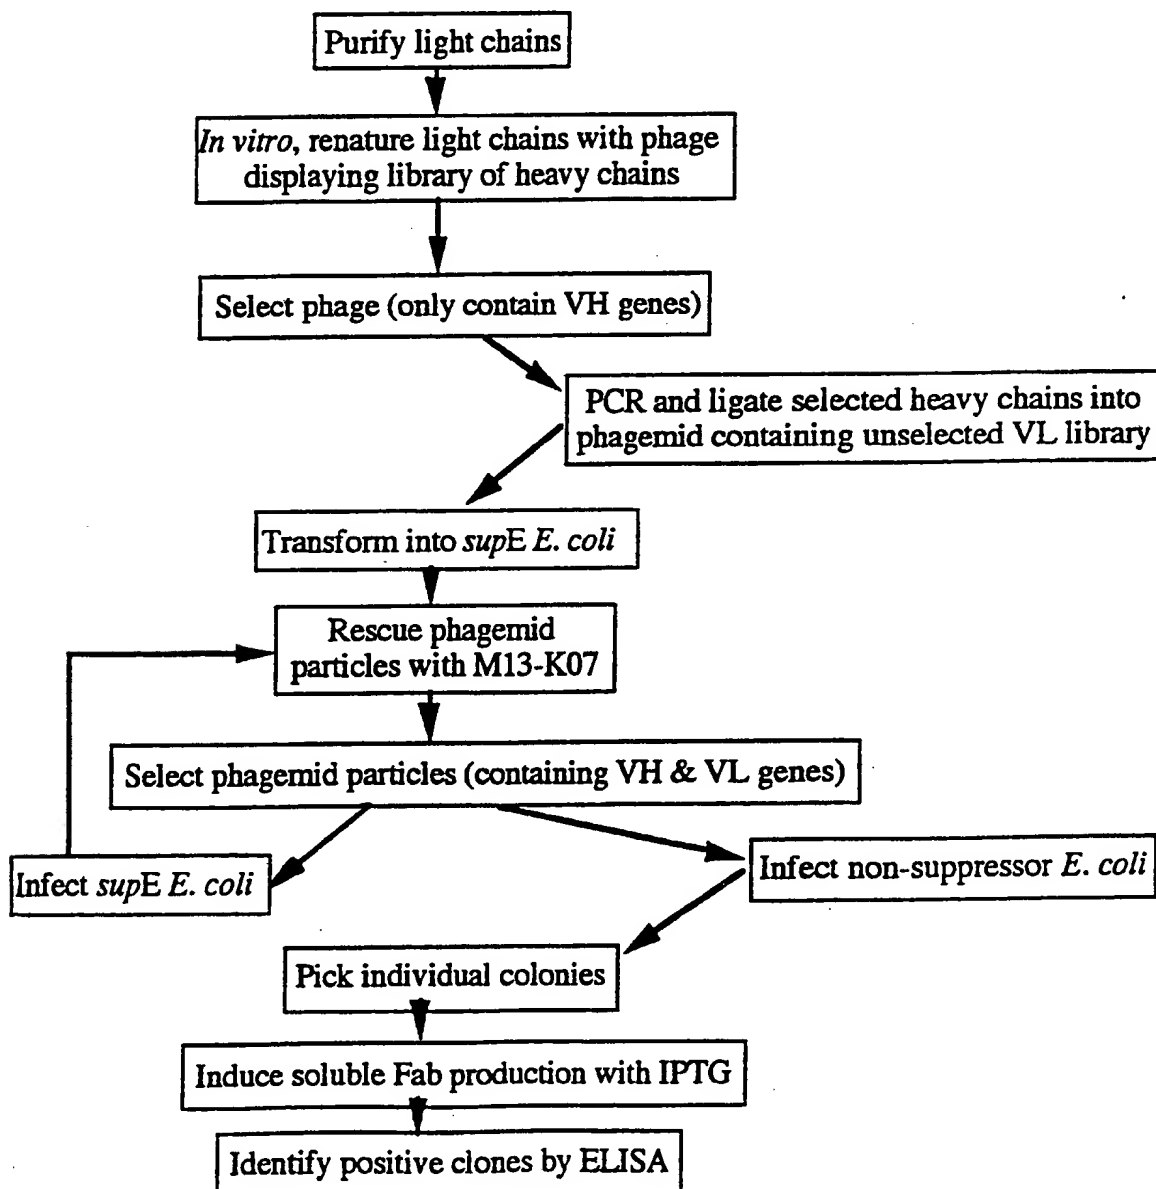 Purify light chains
In vitro, renature light chains with phage
displaying library of heavy chains
Select phage (only contain VH genes)
PCR and ligate selected heavy chains into
phagemid containing unselected VL library
Transform into supE E. coli
Rescue phagemid
particles with M13-K07
Select phagemid particles (containing VH & VL genes)
Infect supE E. coli
Infect non-suppressor E. coli
Pick individual colonies
Induce soluble Fab production with IPTG
Identify positive clones by ELISA